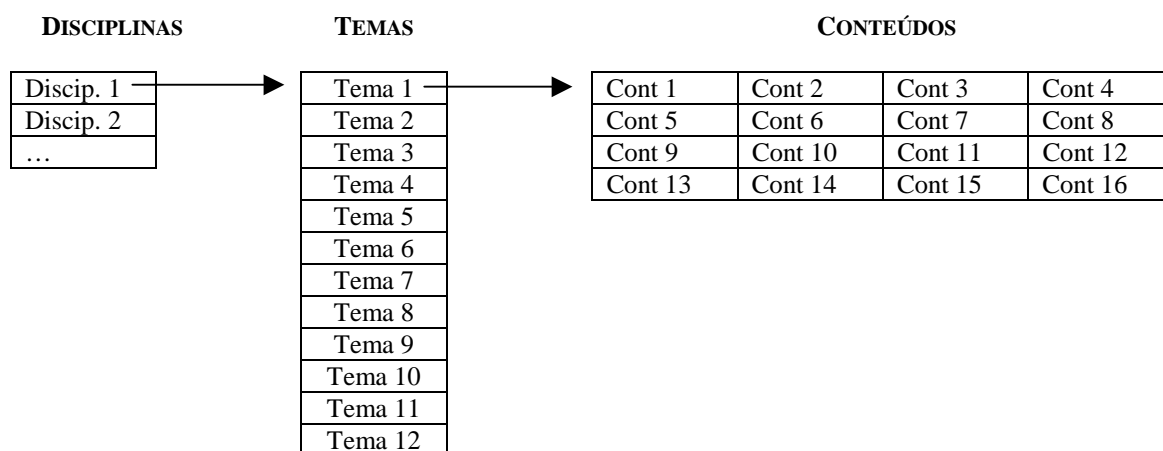 DISCIPLINAS TEMAS CONTEÚDOS
Discip. 1 Tema 1 Cont 1 Cont 2 Cont 3 Cont 4
Discip. 2 Tema 2 Cont 5 Cont 6 Cont 7 Cont 8
… Tema 3 Cont 9 Cont 10 Cont 11 Cont 12
Tema 4 Cont 13 Cont 14 Cont 15 Cont 16
Tema 5
Tema 6
Tema 7
Tema 8
Tema 9
Tema 10
Tema 11
Tema 12